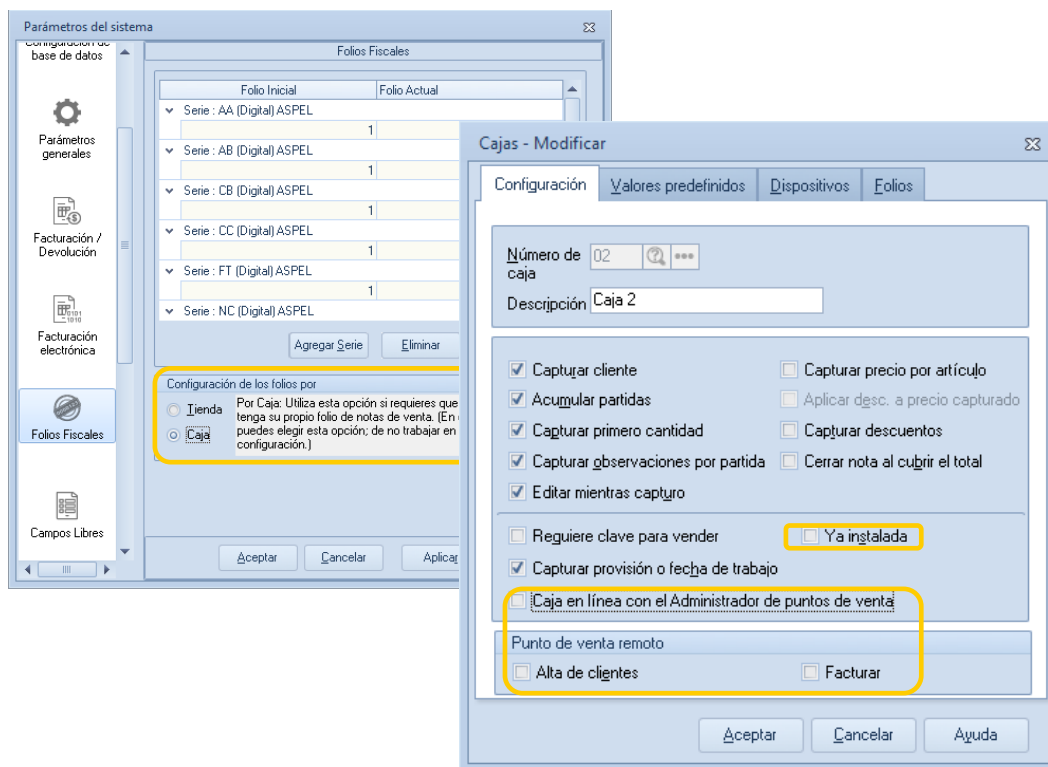 Parámetros del sistema
Configuración de
base de datos
Parámetros
generales
Facturación /
Devolución
Facturación
electrónica
Folios Fiscales
Campos Libres
Folios Fiscales
Folio Inicial Folio Actual
Serie : AA (Digital) ASPEL
1
Serie : AB (Digital) ASPEL
1
Serie : CB (Digital) ASPEL
1
Serie : CC (Digital) ASPEL
1
Serie : FT (Digital) ASPEL
1
Serie : NC (Digital) ASPEL
Agregar Serie Eliminar
Configuración de los folios por
Tienda
Caja
Por Caja: Utiliza esta opción si requieres que
tenga su propio folio de notas de venta. (En
puedes elegir esta opción; de no trabajar en
configuración.)
Aceptar Cancelar Aplicar
Cajas - Modificar
Configuración Valores predefinidos Dispositivos Folios
Número de
caja
02
Descripción Caja 2
Capturar cliente Capturar precio por artículo
Acumular partidas Aplicar desc. a precio capturado
Capturar primero cantidad Capturar descuentos
Capturar observaciones por partida Cerrar nota al cubrir el total
Editar mientras capturo
Requiere clave para vender Ya instalada
Capturar provisión o fecha de trabajo
Caja en línea con el Administrador de puntos de venta
Punto de venta remoto
Alta de clientes Facturar
Aceptar Cancelar Ayuda